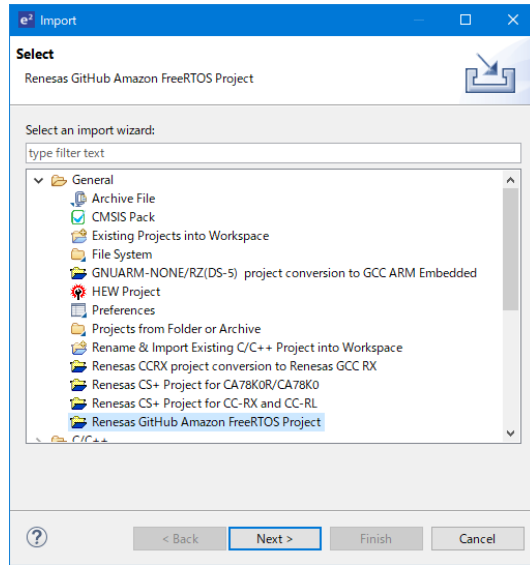 e² Import
Select
Renesas GitHub Amazon FreeRTOS Project
Select an import wizard:
type filter text
General
Archive File
CMSIS Pack
Existing Projects into Workspace
File System
GNUARM-NONE/RZ(DS-5) project conversion to GCC ARM Embedded
HEW Project
Preferences
Projects from Folder or Archive
Rename & Import Existing C/C++ Project into Workspace
Renesas CCRX project conversion to Renesas GCC RX
Renesas CS+ Project for CA78K0R/CA78K0
Renesas CS+ Project for CC-RX and CC-RL
Renesas GitHub Amazon FreeRTOS Project
C/C++
? < Back Next > Finish Cancel